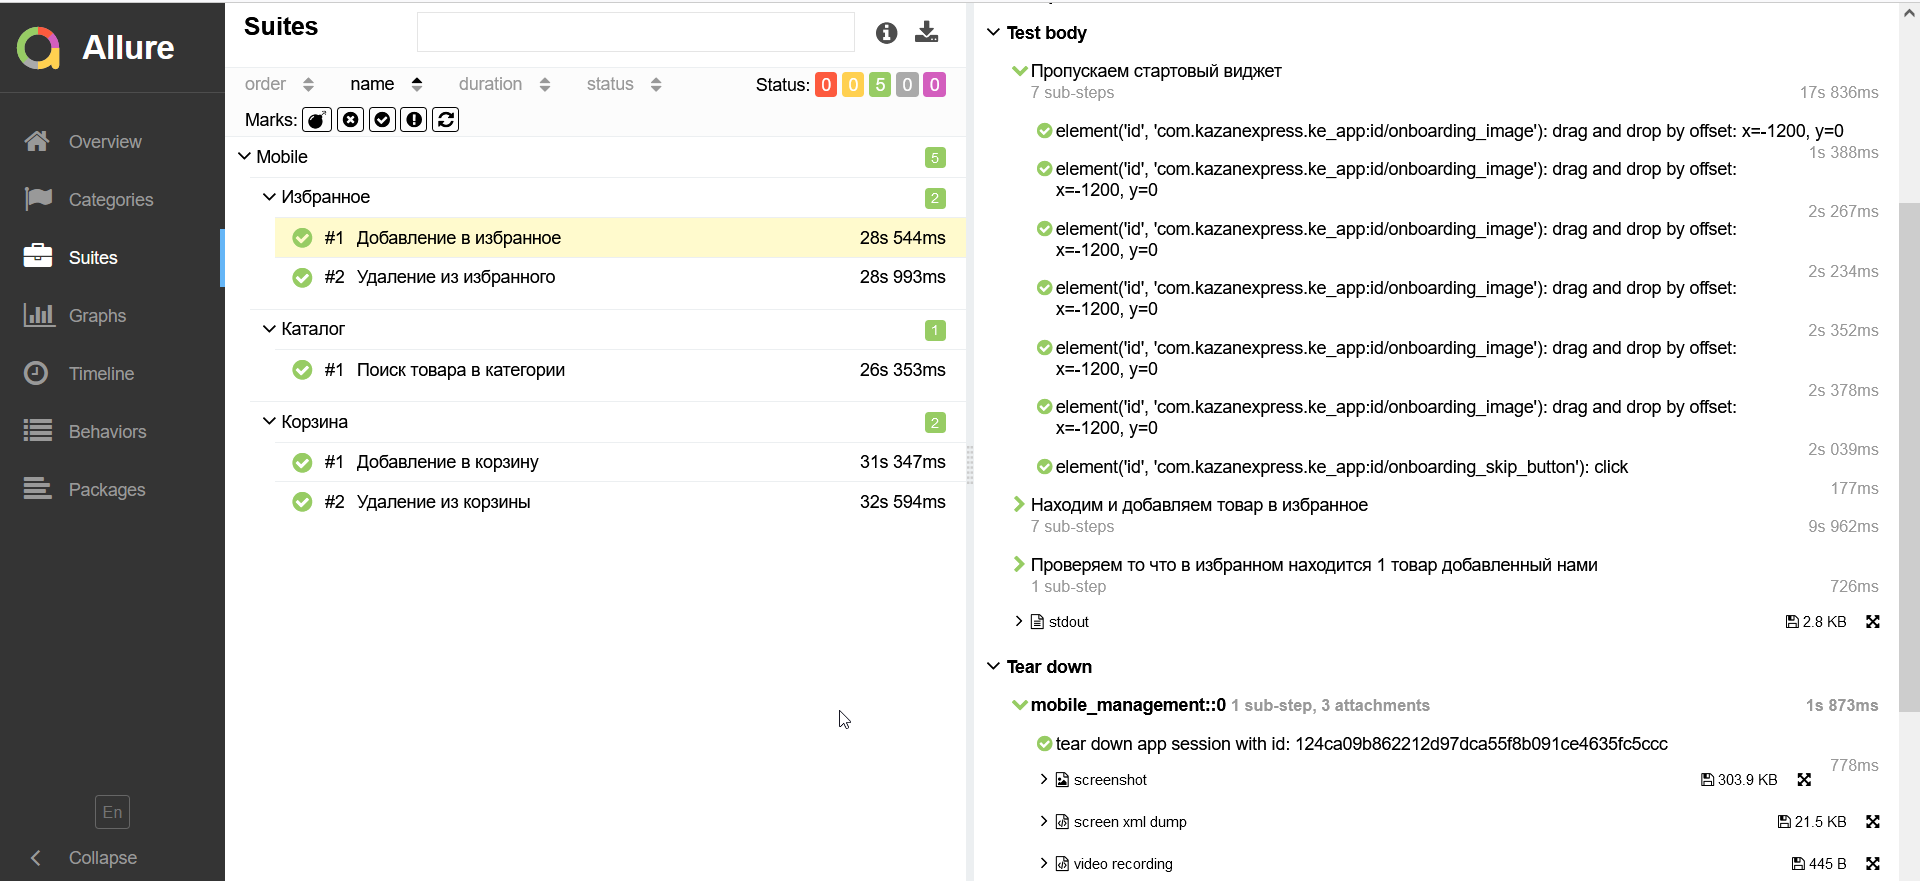 Allure
Overview
Categories
Suites
Graphs
Timeline
Behaviors
Packages
En
Collapse
Suites
order name duration status Status: 0 0 5 0 0
Marks:
Mobile 5
Избранное 2
#1 Добавление в избранное 28s 544ms
#2 Удаление из избранного 28s 993ms
Каталог 1
#1 Поиск товара в категории 26s 353ms
Корзина 2
#1 Добавление в корзину 31s 347ms
#2 Удаление из корзины 32s 594ms
Test body
Пропускаем стартовый виджет
7 sub-steps 17s 836ms
element('id', 'com.kazanexpress.ke_app:id/onboarding_image'): drag and drop by offset: x=-1200, y=0
1s 388ms
element('id', 'com.kazanexpress.ke_app:id/onboarding_image'): drag and drop by offset:
x=-1200, y=0
2s 267ms
element('id', 'com.kazanexpress.ke_app:id/onboarding_image'): drag and drop by offset:
x=-1200, y=0
2s 234ms
element('id', 'com.kazanexpress.ke_app:id/onboarding_image'): drag and drop by offset:
x=-1200, y=0
2s 352ms
element('id', 'com.kazanexpress.ke_app:id/onboarding_image'): drag and drop by offset:
x=-1200, y=0
2s 378ms
element('id', 'com.kazanexpress.ke_app:id/onboarding_image'): drag and drop by offset:
x=-1200, y=0
2s 039ms
element('id', 'com.kazanexpress.ke_app:id/onboarding_skip_button'): click
177ms
Находим и добавляем товар в избранное
7 sub-steps 9s 962ms
Проверяем то что в избранном находится 1 товар добавленный нами
1 sub-step 726ms
stdout 2.8 KB
Tear down
mobile_management::0 1 sub-step, 3 attachments 1s 873ms
tear down app session with id: 124ca09b862212d97dca55f8b091ce4635fc5ccc
778ms
screenshot 303.9 KB
screen xml dump 21.5 KB
video recording 445 B